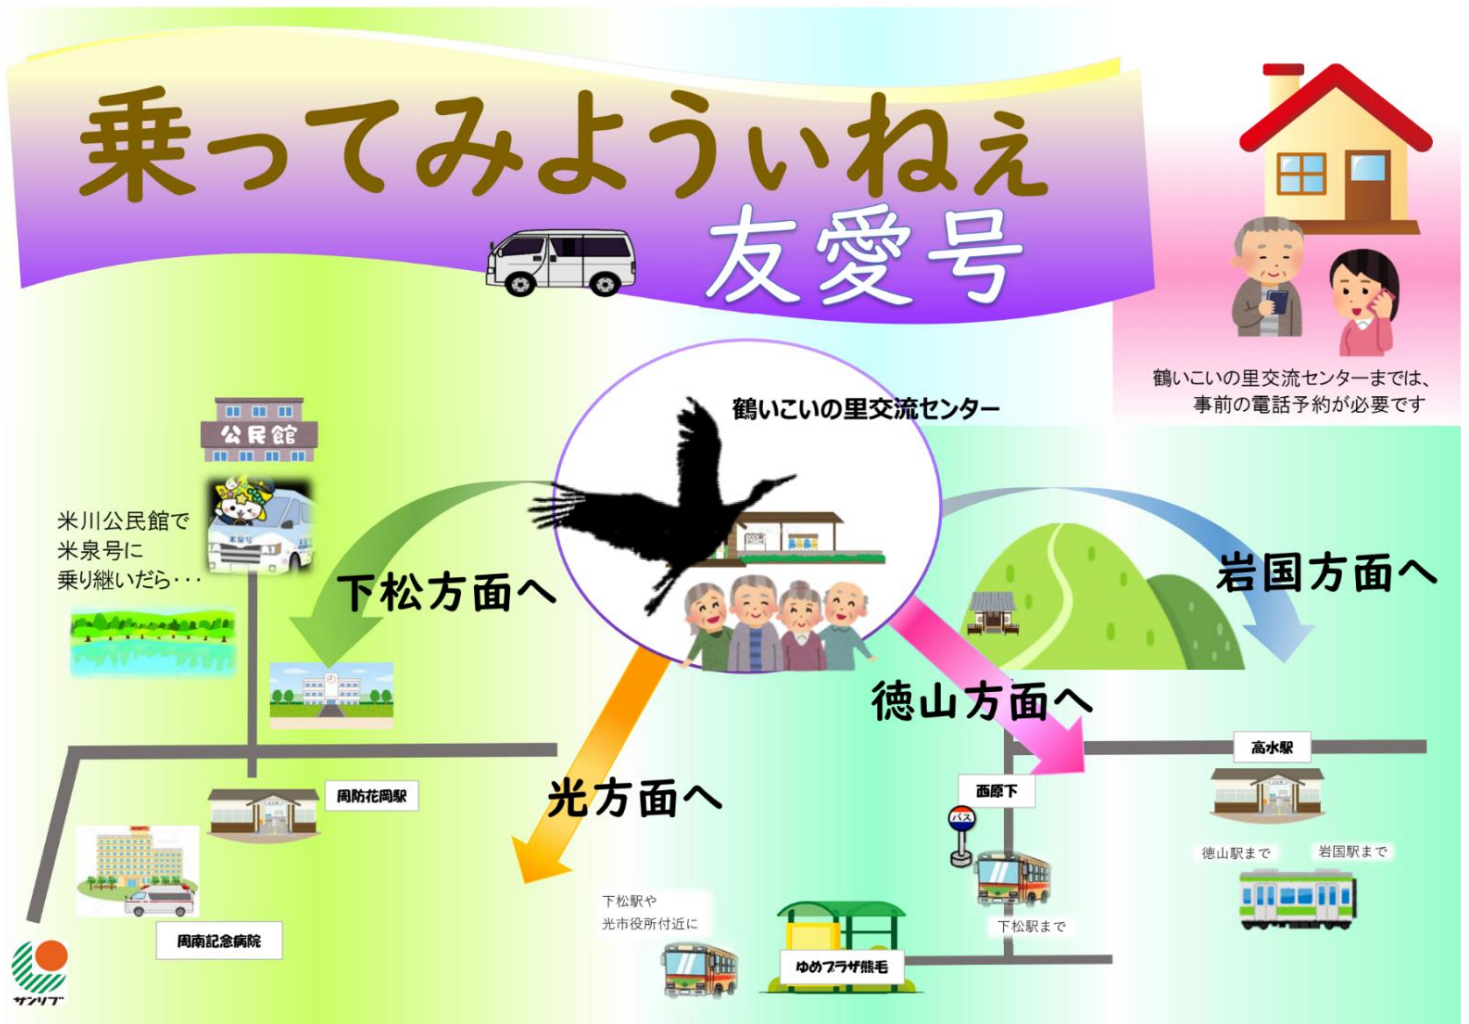 乗ってみよういねぇ
友愛号
鶴いこいの里交流センターまでは、
事前の電話予約が必要です
鶴いこいの里交流センター
公民館
米泉号
米川公民館で
米泉号に
乗り継いだら・・・
下松方面へ
岩国方面へ
徳山方面へ
光方面へ
高水駅
西原下
バス
周防花岡駅
徳山駅まで
岩国駅まで
下松駅や
光市役所付近に
下松駅まで
周南記念病院
ゆめプラザ熊毛
サンリブ